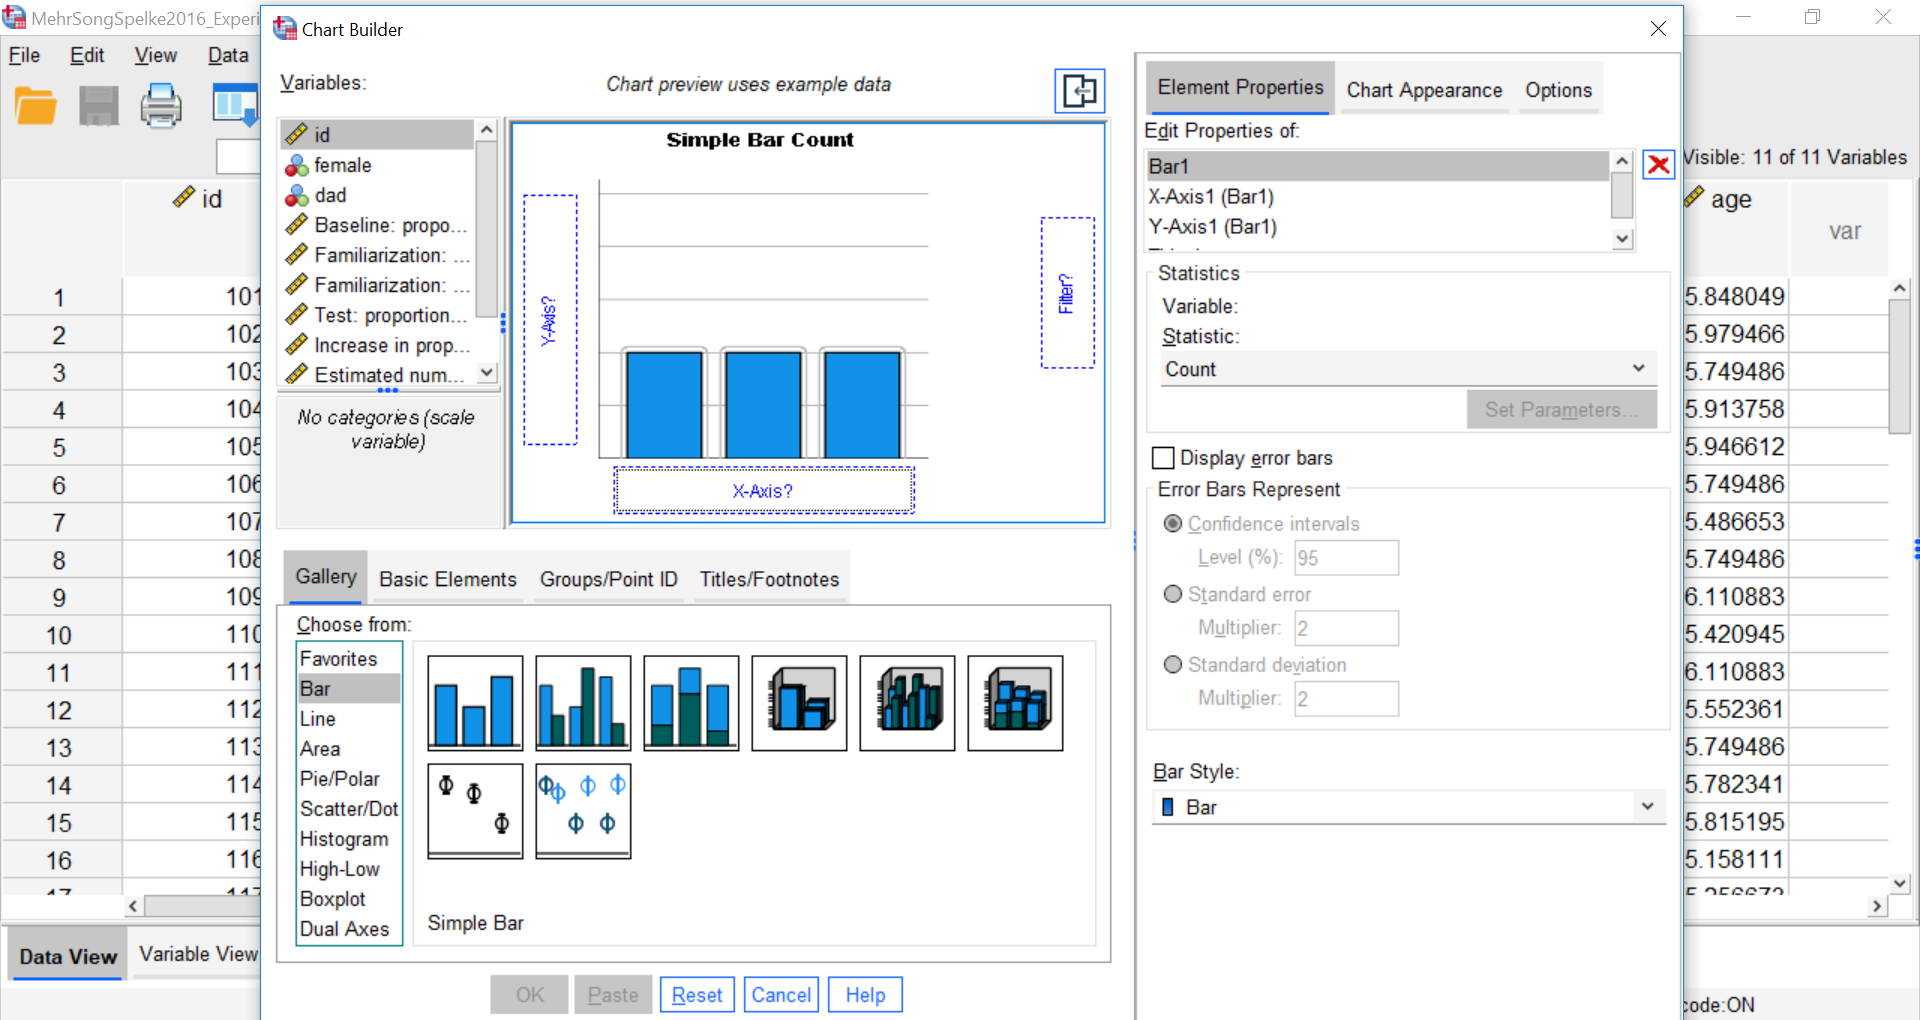 MehrSongSpelke2016_Experi
Chart Builder
File Edit View Data
Variables:
Chart preview uses example data
id
female
dad
Baseline: propo...
Familiarization: ...
Familiarization: ...
Test: proportion...
Increase in prop...
Estimated num...
No categories (scale
variable)
Simple Bar Count
Y-Axis?
Filter?
X-Axis?
Element Properties Chart Appearance Options
Edit Properties of:
Bar1
X-Axis1 (Bar1)
Y-Axis1 (Bar1)
Statistics
Variable:
Statistic:
Count
Set Parameters...
Display error bars
Error Bars Represent
Confidence intervals
Level (%): 95
Standard error
Multiplier: 2
Standard deviation
Multiplier: 2
Bar Style:
Bar
Gallery Basic Elements Groups/Point ID Titles/Footnotes
Choose from:
Favorites
Bar
Line
Area
Pie/Polar
Scatter/Dot
Histogram
High-Low
Boxplot
Dual Axes
Simple Bar
OK Paste Reset Cancel Help
Visible: 11 of 11 Variables
id
age
var
1 101 5.848049
2 102 5.979466
3 103 5.749486
4 104 5.913758
5 105 5.946612
6 106 5.749486
7 107 5.486653
8 108 5.749486
9 109 6.110883
10 110 5.420945
11 111 6.110883
12 112 5.552361
13 113 5.749486
14 114 5.782341
15 115 5.815195
16 116 5.158111
Data View Variable View
code:ON